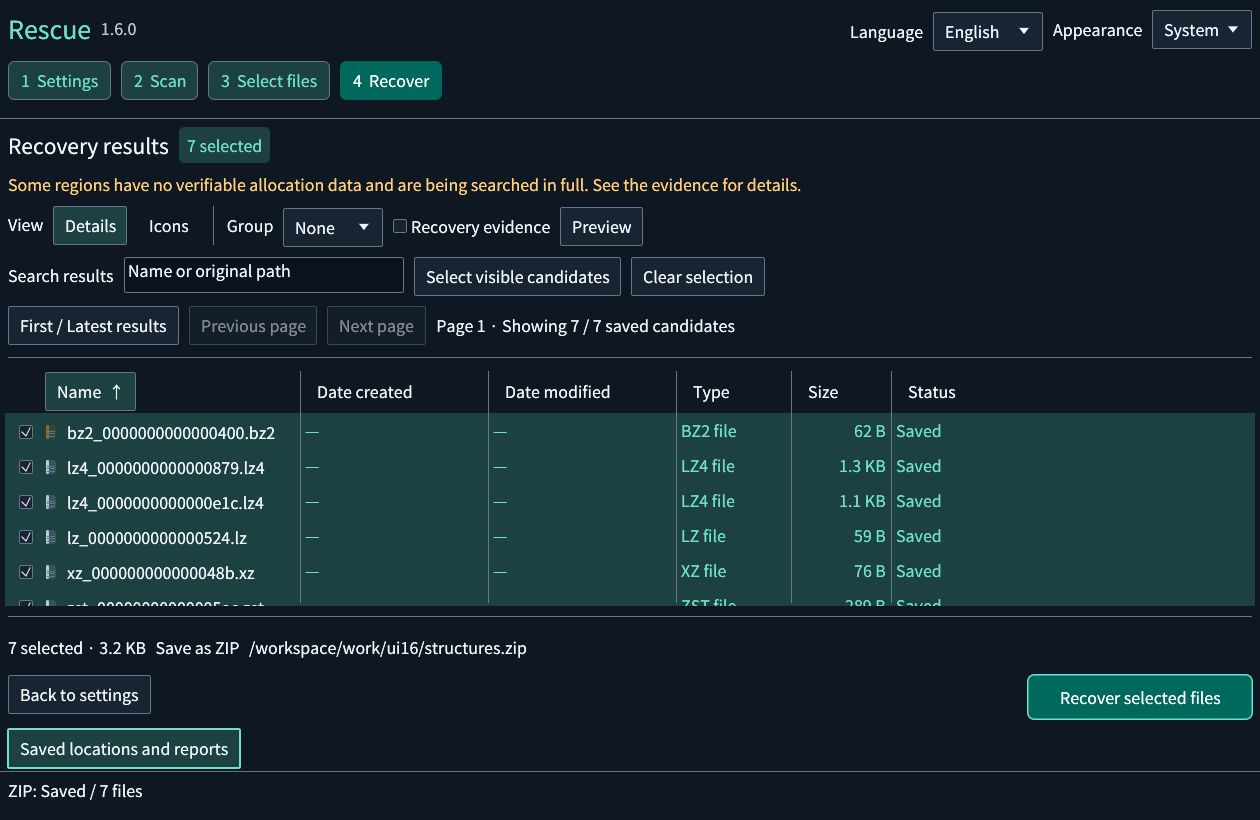 Rescue 1.6.0
Language English Appearance System
1 Settings 2 Scan 3 Select files 4 Recover
Recovery results 7 selected
Some regions have no verifiable allocation data and are being searched in full. See the evidence for details.
View Details Icons Group None Recovery evidence Preview
Search results Name or original path Select visible candidates Clear selection
First / Latest results Previous page Next page Page 1 · Showing 7 / 7 saved candidates
Name ↑ Date created Date modified Type Size Status
bz2_0000000000000400.bz2 — — BZ2 file 62 B Saved
lz4_0000000000000879.lz4 — — LZ4 file 1.3 KB Saved
lz4_0000000000000e1c.lz4 — — LZ4 file 1.1 KB Saved
lz_0000000000000524.lz — — LZ file 59 B Saved
xz_000000000000048b.xz — — XZ file 76 B Saved
ZST file 289 B Saved
7 selected · 3.2 KB Save as ZIP /workspace/work/ui16/structures.zip
Back to settings Recover selected files
Saved locations and reports
ZIP: Saved / 7 files